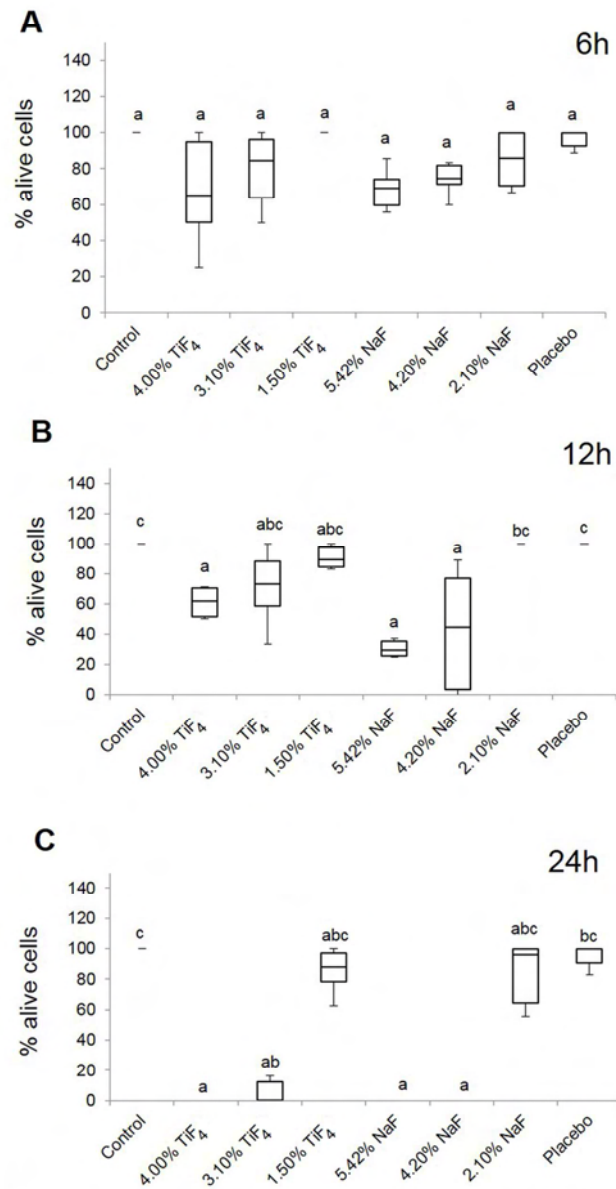 A
6h
% alive cells
140
120
100
80
60
40
20
0
a a a a a a a a
Control 4.00% TiF4 3.10% TiF4 1.50% TiF4 5.42% NaF 4.20% NaF 2.10% NaF Placebo
B
12h
% alive cells
140
120
100
80
60
40
20
0
c a abc abc a a bc c
Control 4.00% TiF4 3.10% TiF4 1.50% TiF4 5.42% NaF 4.20% NaF 2.10% NaF Placebo
C
24h
% alive cells
140
120
100
80
60
40
20
0
c a ab abc a a abc bc
Control 4.00% TiF4 3.10% TiF4 1.50% TiF4 5.42% NaF 4.20% NaF 2.10% NaF Placebo